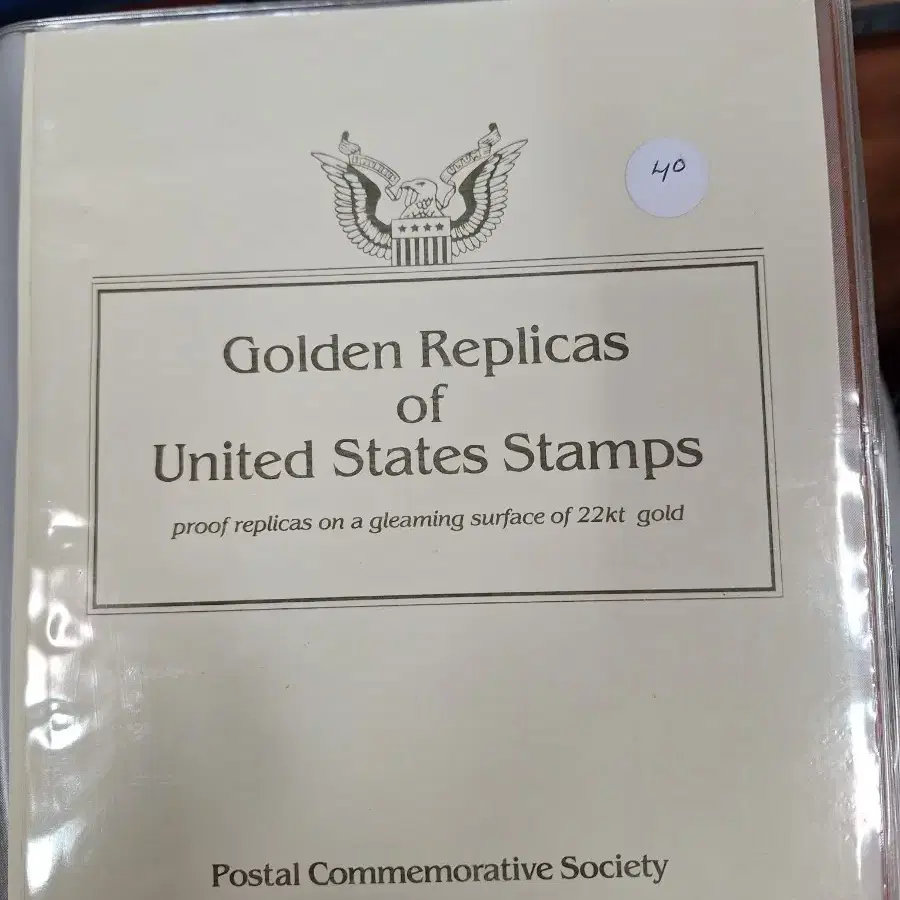 40
Golden Replicas
of
United States Stamps
proof replicas on a gleaming surface of 22kt gold
Postal Commemorative Society